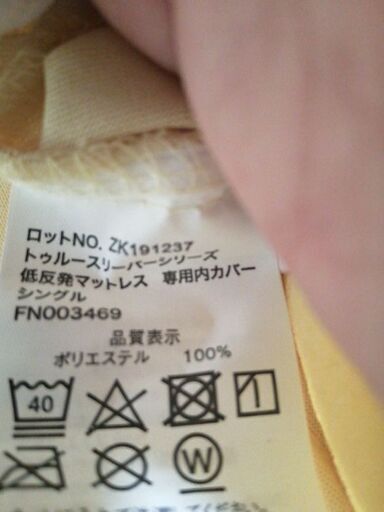 ロットNO. ZK191237
トゥルースリーパーシリーズ
低反発マットレス 専用内カバー
シングル
FN003469
品質表示
ポリエステル 100%
40
W